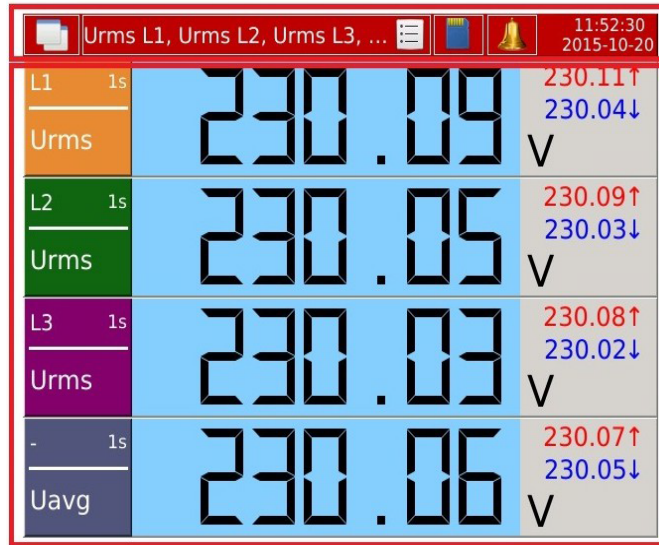 Urms L1, Urms L2, Urms L3, ... 11:52:30
2015-10-20
L1 1s 230.09 230.11↑
230.04↓
Urms V
L2 1s 230.05 230.09↑
230.03↓
Urms V
L3 1s 230.03 230.08↑
230.02↓
Urms V
- 1s 230.06 230.07↑
230.05↓
Uavg V